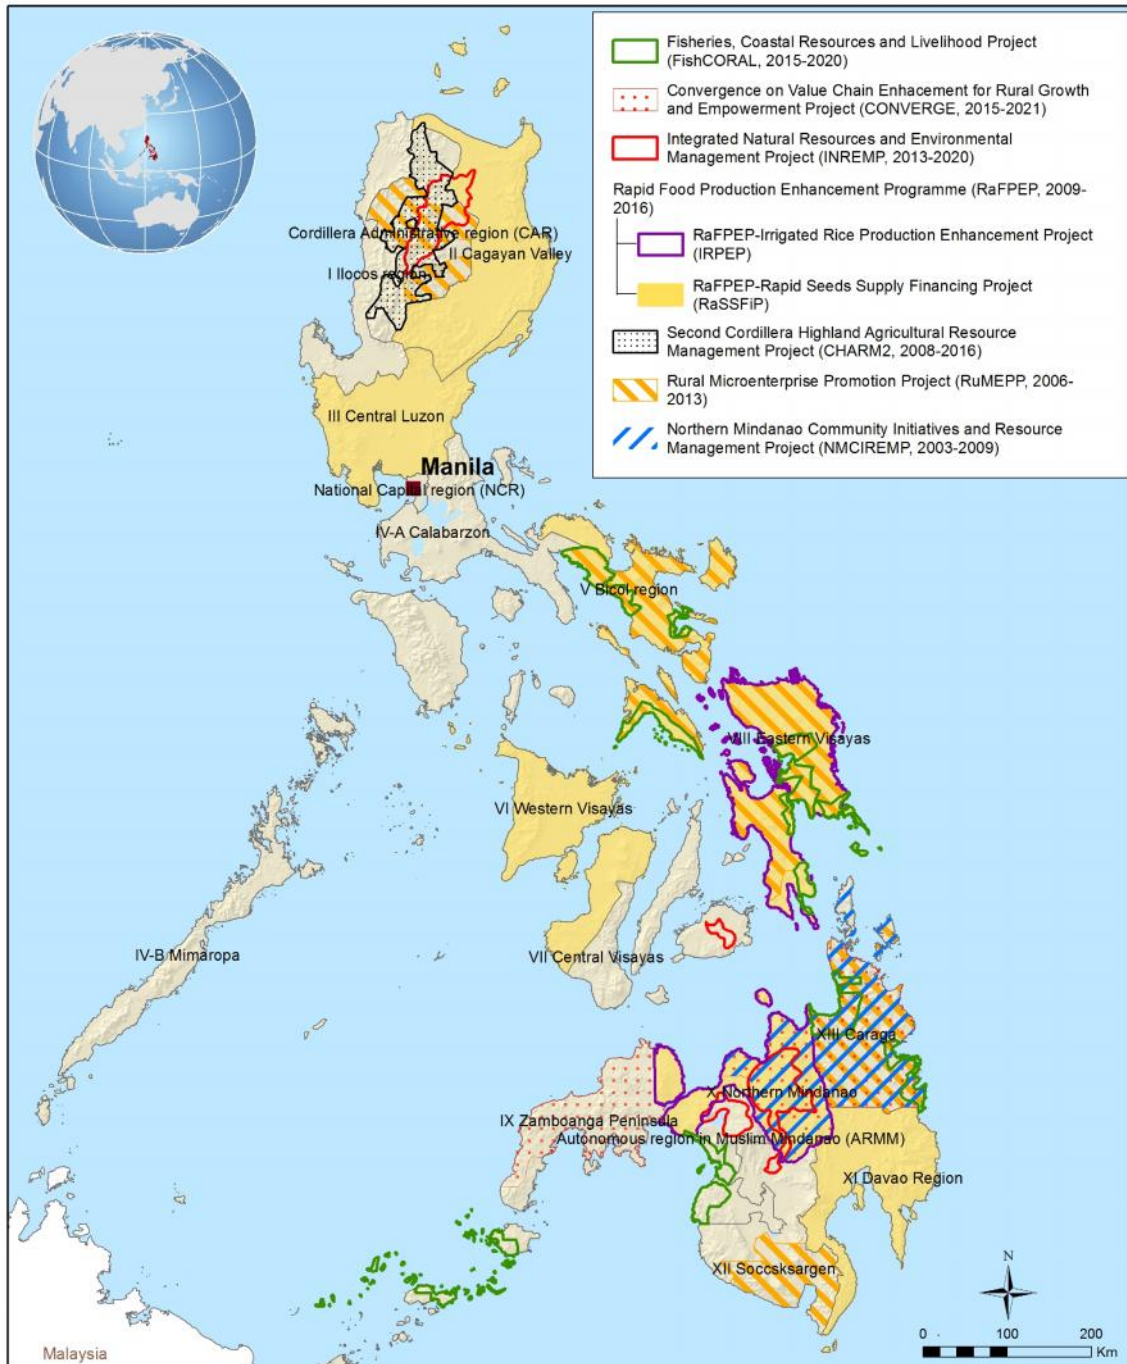 Fisheries, Coastal Resources and Livelihood Project
(FishCORAL, 2015-2020)
Convergence on Value Chain Enhacement for Rural Growth
and Empowerment Project (CONVERGE, 2015-2021)
Integrated Natural Resources and Environmental
Management Project (INREMP, 2013-2020)
Rapid Food Production Enhancement Programme (RaFPEP, 2009-
2016)
RaFPEP-Irrigated Rice Production Enhancement Project
(IRPEP)
RaFPEP-Rapid Seeds Supply Financing Project
(RaSSFiP)
Second Cordillera Highland Agricultural Resource
Management Project (CHARM2, 2008-2016)
Rural Microenterprise Promotion Project (RuMEPP, 2006-
2013)
Northern Mindanao Community Initiatives and Resource
Management Project (NMCIREMP, 2003-2009)
Cordillera Administrative region (CAR)
II Cagayan Valley
I Ilocos region
III Central Luzon
Manila
National Capital region (NCR)
IV-A Calabarzon
V Bicol region
VIII Eastern Visayas
VI Western Visayas
IV-B Mimaropa
VII Central Visayas
XIII Caraga
X Northern Mindanao
IX Zamboanga Peninsula
Autonomous region in Muslim Mindanao (ARMM)
XI Davao Region
XII Soccsksargen
N
0 100 200
Km
Malaysia